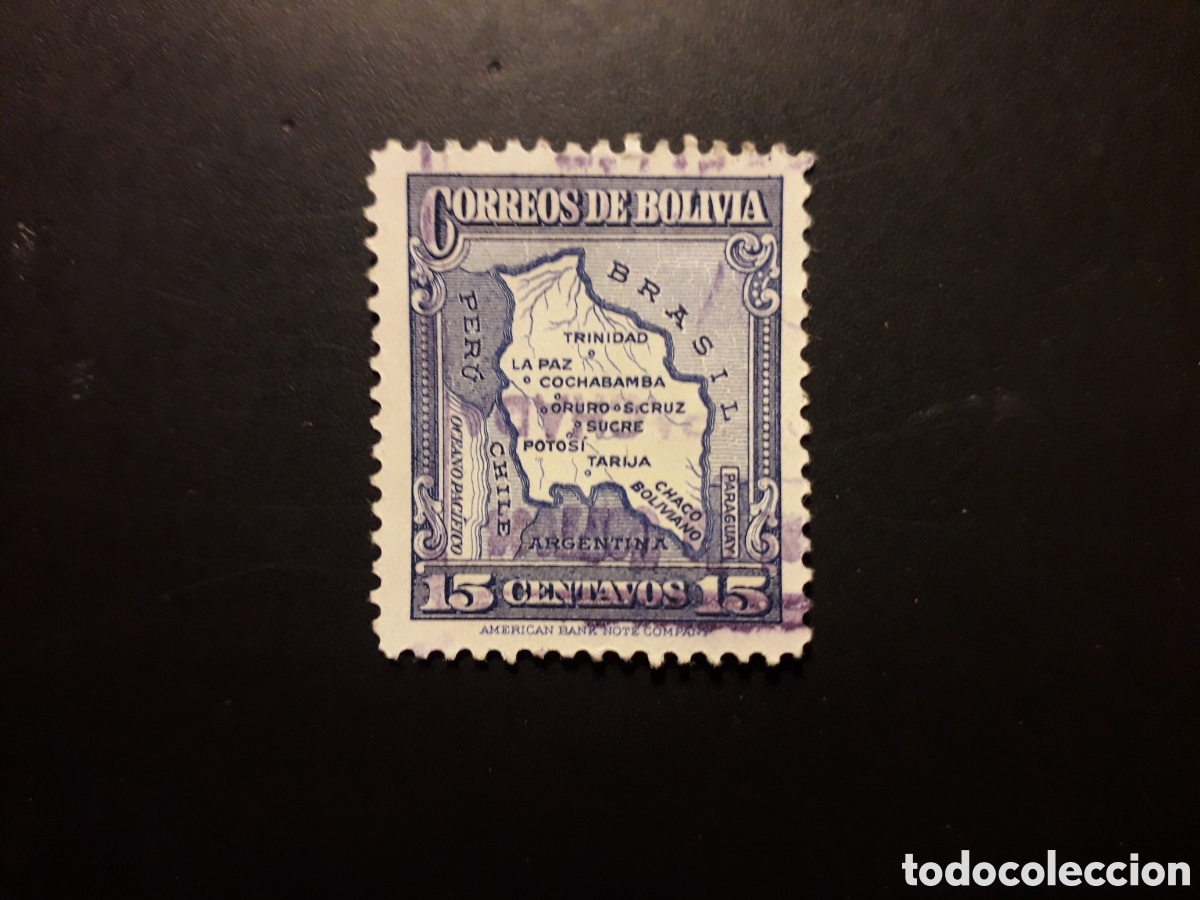 CORREOS DE BOLIVIA
BRASIL
PERÚ
TRINIDAD
LA PAZ
COCHABAMBA
ORURO S. CRUZ
SUCRE
POTOSÍ
TARIJA
CHACO
BOLIVIANO
OCEANO PACÍFICO
CHILE
PARAGUAY
ARGENTINA
15 CENTAVOS 15
AMERICAN BANK NOTE COMPANY
todocoleccion